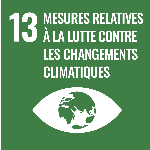 13 MESURES RELATIVES
À LA LUTTE CONTRE
LES CHANGEMENTS
CLIMATIQUES